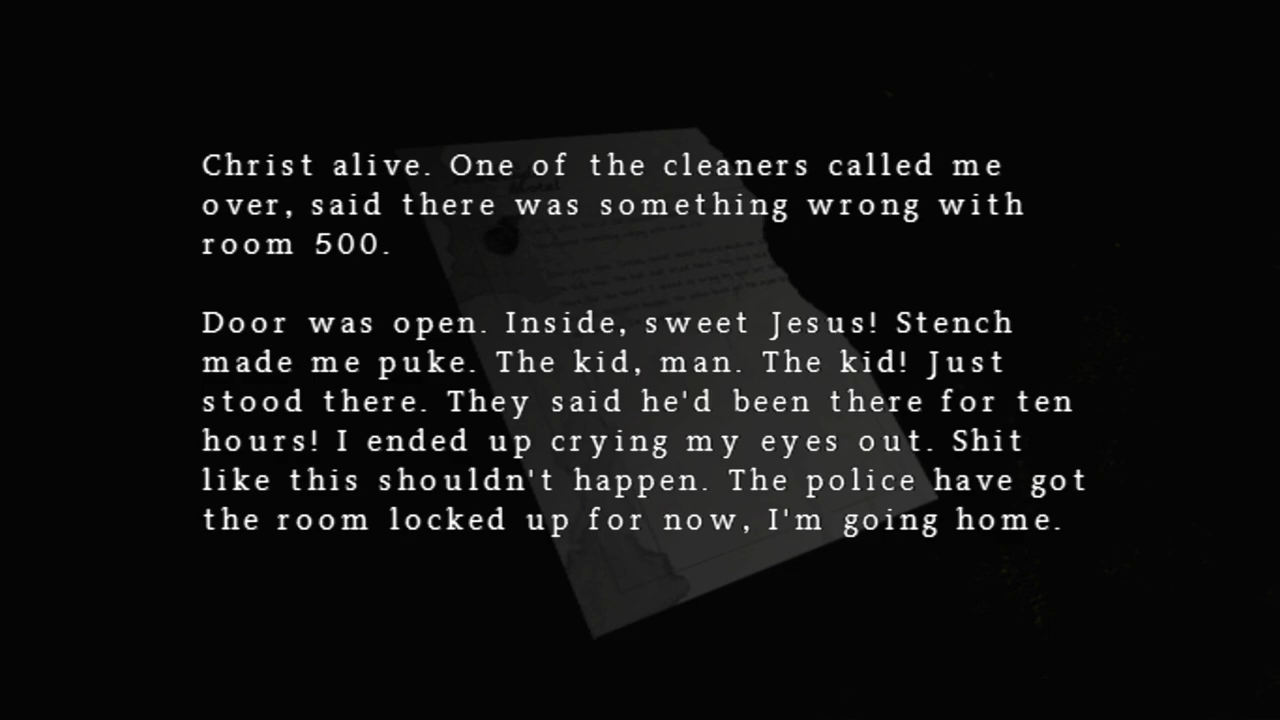 Christ alive. One of the cleaners called me
over, said there was something wrong with
room 500.
Door was open. Inside, sweet Jesus! Stench
made me puke. The kid, man. The kid! Just
stood there. They said he'd been there for ten
hours! I ended up crying my eyes out. Shit
like this shouldn't happen. The police have got
the room locked up for now, I'm going home.